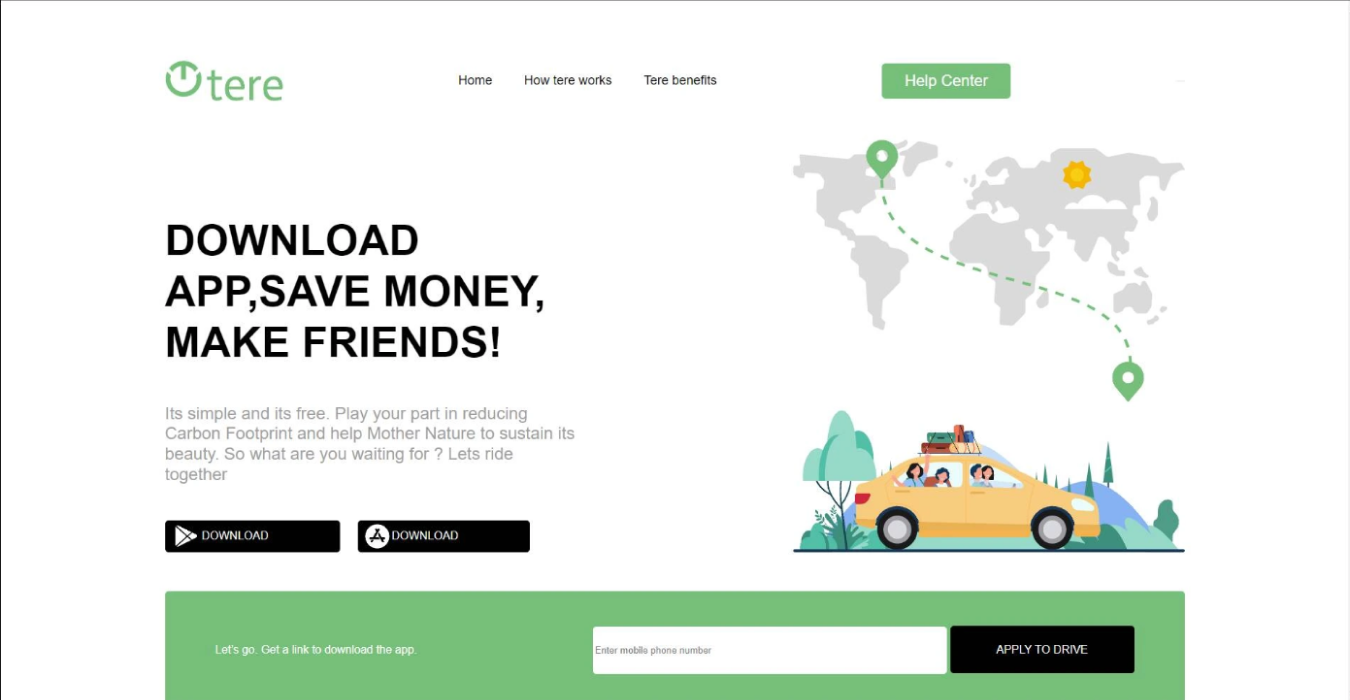 tere
Home
How tere works
Tere benefits
Help Center
DOWNLOAD
APP,SAVE MONEY,
MAKE FRIENDS!
Its simple and its free. Play your part in reducing
Carbon Footprint and help Mother Nature to sustain its
beauty. So what are you waiting for ? Lets ride
together
DOWNLOAD
DOWNLOAD
Let's go. Get a link to download the app.
Enter mobile phone number
APPLY TO DRIVE